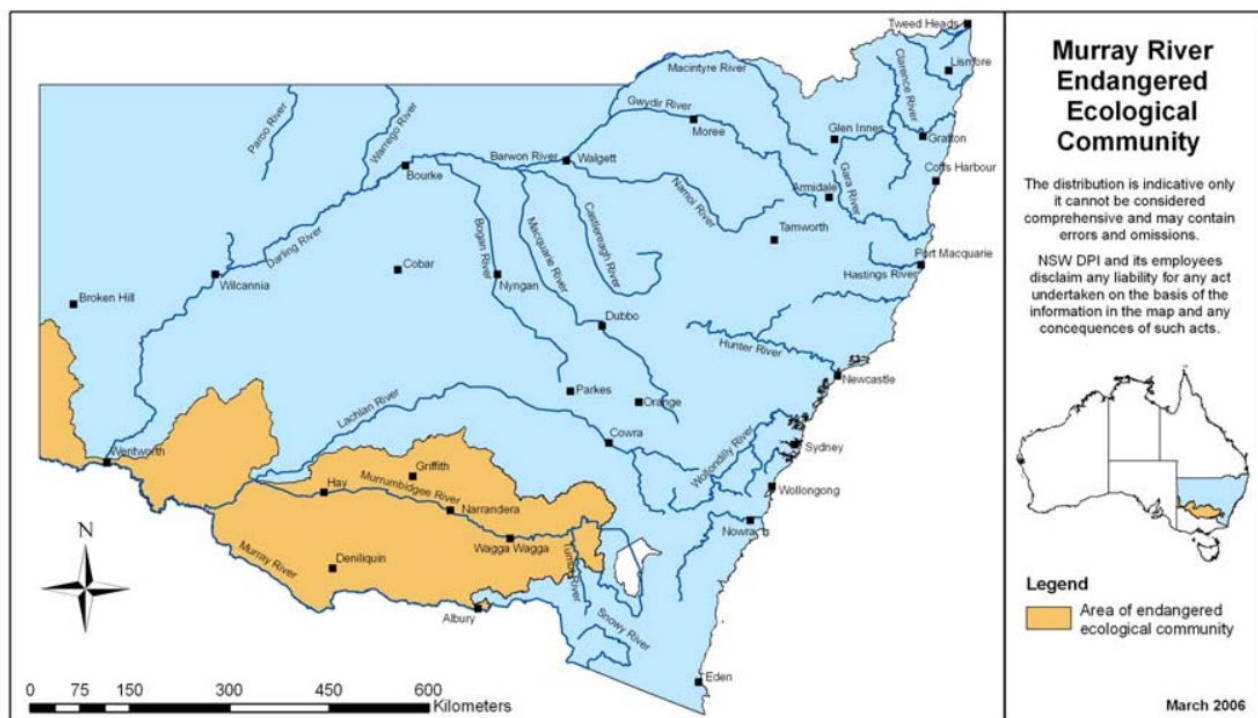 Tweed Heads
Lismore
Clarence River
Macintyre River
Gwydir River
Moree
Glen Innes
Grafton
Paroo River
Warrego River
Barwon River
Walgett
Bourke
Coffs Harbour
Armidale
Gara River
Namoi River
Tamworth
Castlereagh River
Macquarie River
Bogan River
Darling River
Port Macquarie
Hastings River
Cobar
Nyngan
Wilcannia
Broken Hill
Dubbo
Hunter River
Newcastle
Parkes
Orange
Lachlan River
Cowra
Wollondilly River
Sydney
Wentworth
Griffith
Hay
Murrumbidgee River
Narrandera
Wollongong
Nowra
Wagga Wagga
Tumut River
Deniliquin
Murray River
Albury
Snowy River
Eden
N
0 75 150 300 450 600
Kilometers
Murray River
Endangered
Ecological
Community
The distribution is indicative only
it cannot be considered
comprehensive and may contain
errors and omissions.
NSW DPI and its employees
disclaim any liability for any act
undertaken on the basis of the
information in the map and any
concequences of such acts.
Legend
Area of endangered
ecological community
March 2006